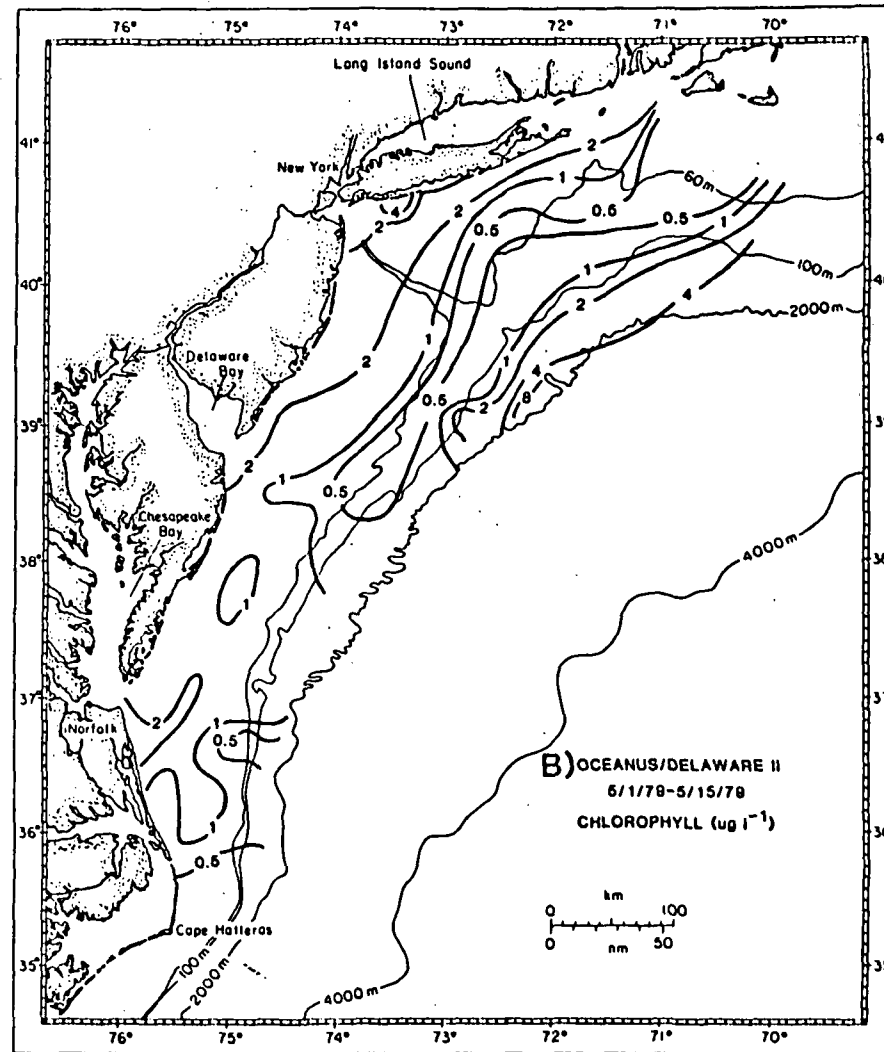 76° 75° 74° 73° 72° 71° 70°
Long Island Sound
41°
New York
2
1
60m
4
2
2
0.5
0.5
0.5
1
40°
100m
1
2
4
2000m
2
1
1
4
Delaware Bay
0.5
8
39°
2
2
1
0.5
Chesapeake Bay
38°
4000m
1
37°
2
1
Norfolk
0.5
B) OCEANUS/DELAWARE II
5/1/79-5/15/79
CHLOROPHYLL (ug l⁻¹)
36°
1
0.5
km
0 100
0 50
nm
Cape Hatteras
35°
100m
2000m
4000m
76° 75° 74° 73° 72° 71° 70°